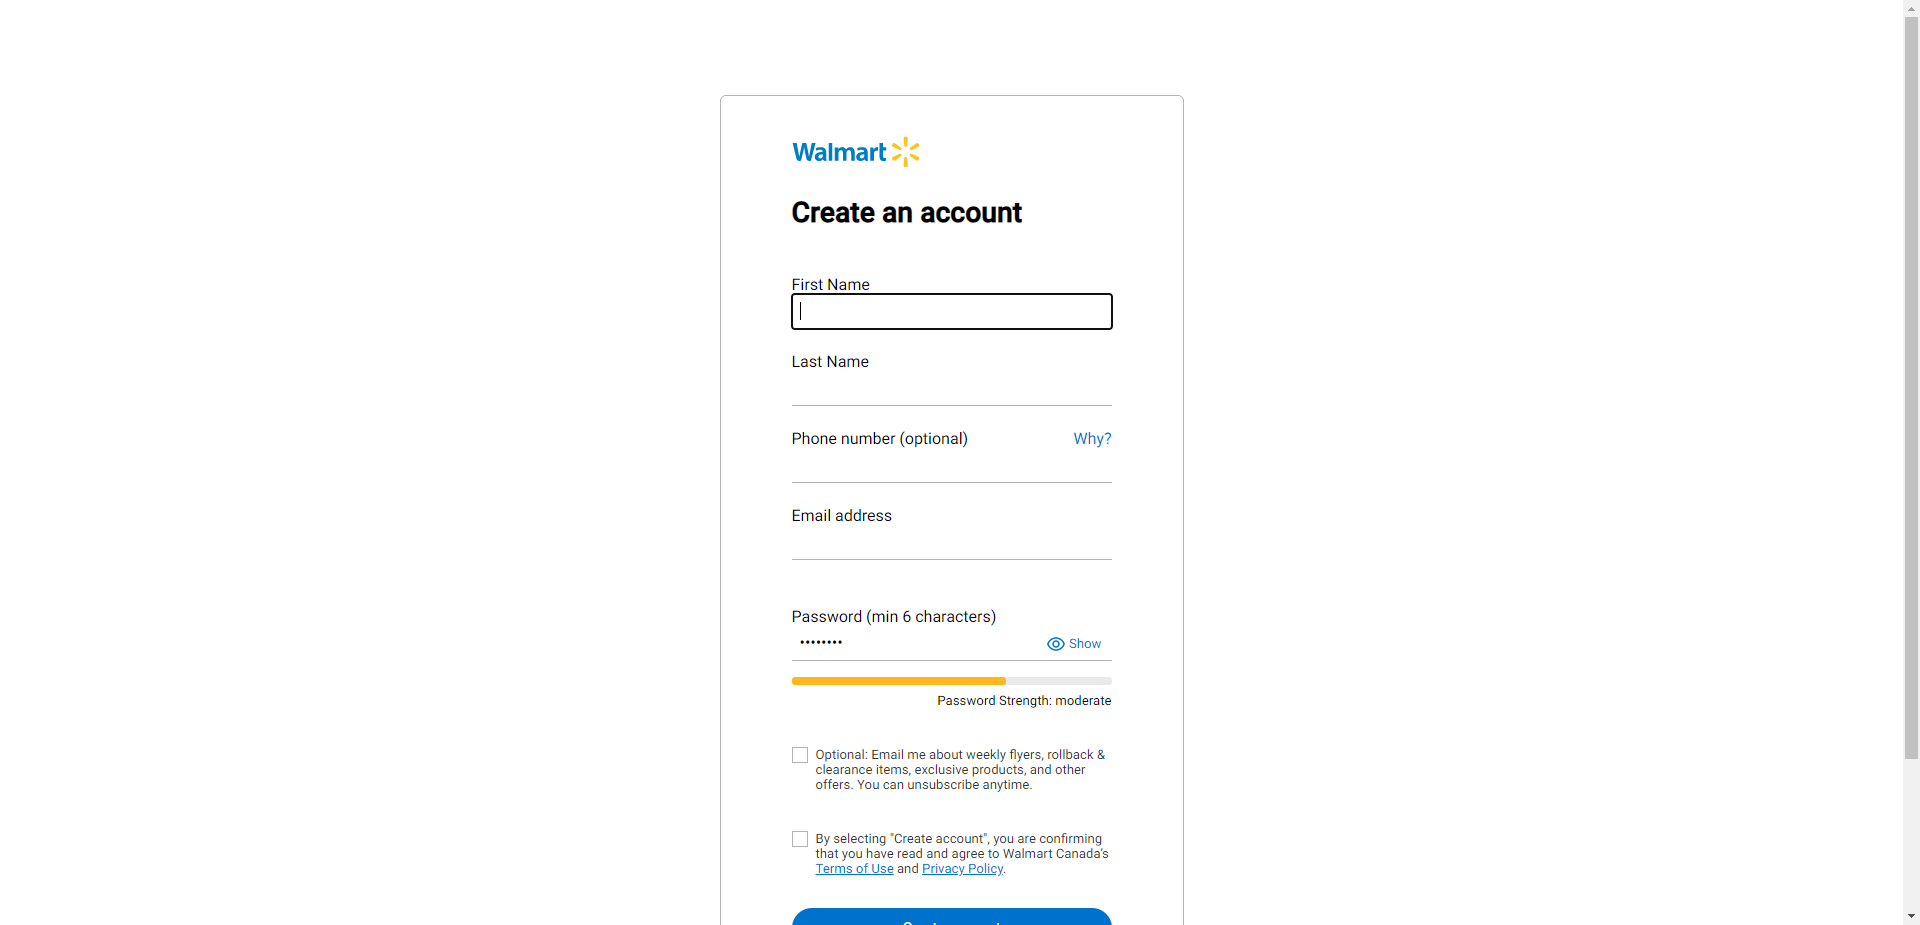 Walmart
Create an account
First Name
Last Name
Phone number (optional) Why?
Email address
Password (min 6 characters)
•••••••• Show
Password Strength: moderate
Optional: Email me about weekly flyers, rollback &
clearance items, exclusive products, and other
offers. You can unsubscribe anytime.
By selecting "Create account", you are confirming
that you have read and agree to Walmart Canada's
Terms of Use and Privacy Policy.